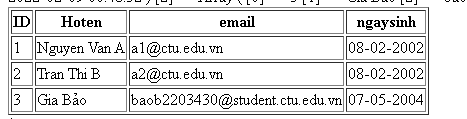 ID Hoten email ngaysinh
1 Nguyen Van A a1@ctu.edu.vn 08-02-2002
2 Tran Thi B a2@ctu.edu.vn 08-02-2002
3 Gia Bảo baob2203430@student.ctu.edu.vn 07-05-2004